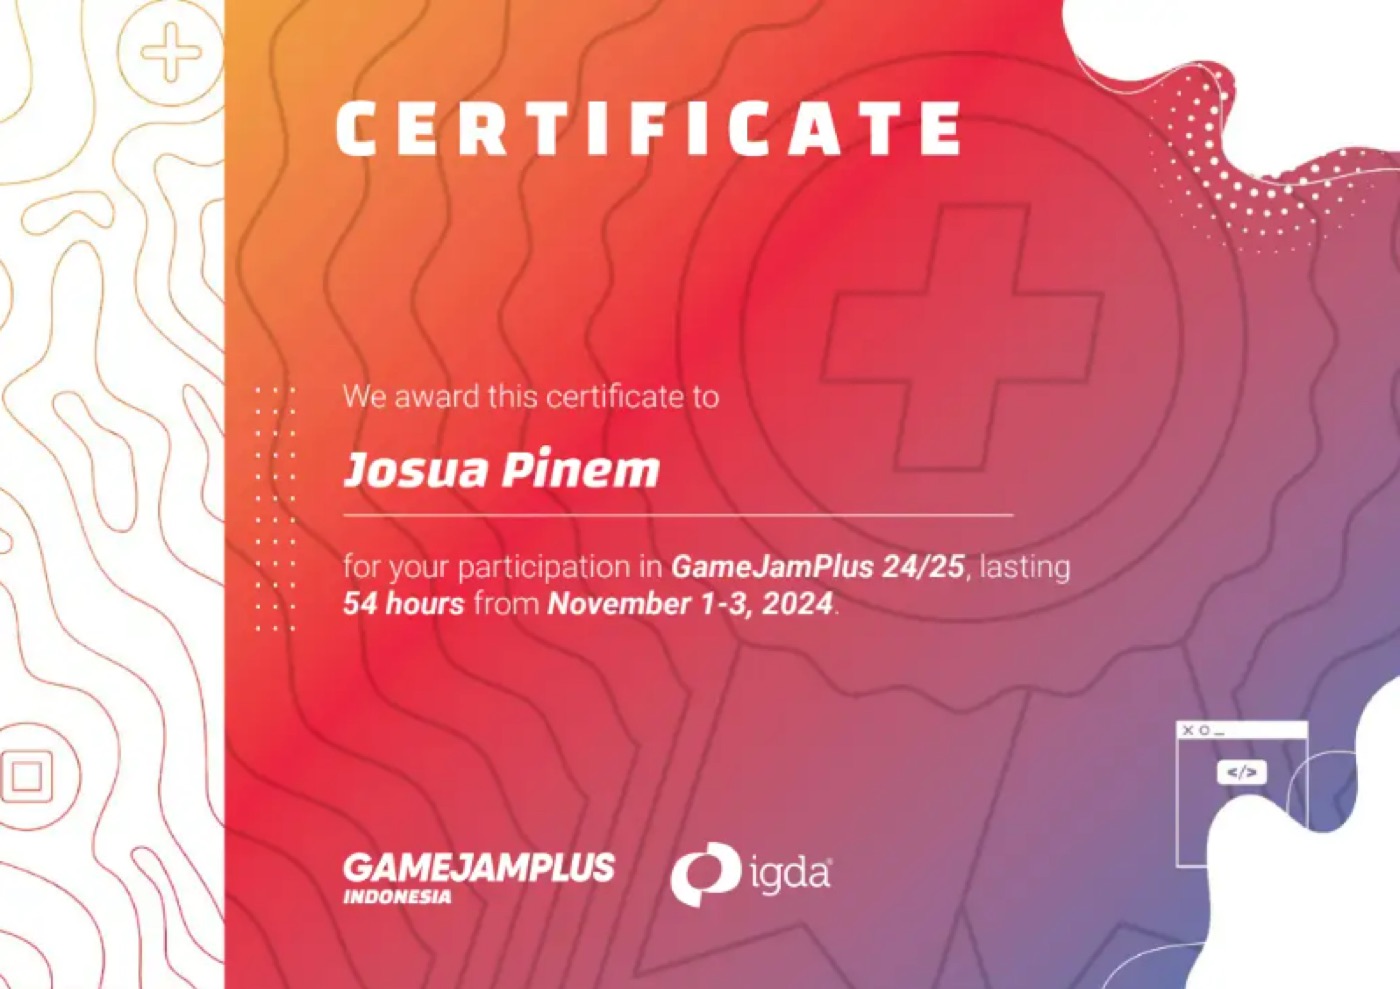 CERTIFICATE
We award this certificate to
Josua Pinem
for your participation in GameJamPlus 24/25, lasting
54 hours from November 1-3, 2024.
X O _
</>
GAMEJAMPLUS
INDONESIA
igda®